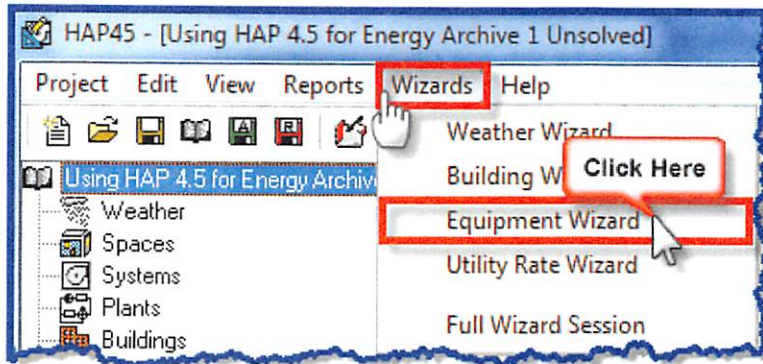 HAP45 - [Using HAP 4.5 for Energy Archive 1 Unsolved]
Project Edit View Reports Wizards Help
Weather Wizard
Using HAP 4.5 for Energy Archiv
Building W
Click Here
Weather
Equipment Wizard
Spaces
Systems
Utility Rate Wizard
Plants
Full Wizard Session
Buildings